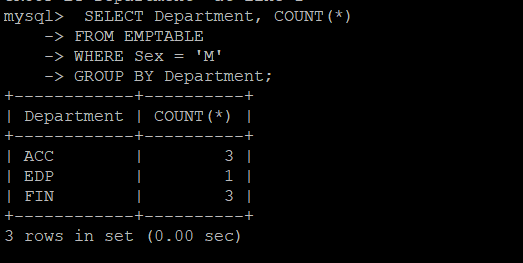 mysql>  SELECT Department, COUNT(*)
    -> FROM EMPTABLE
    -> WHERE Sex = 'M'
    -> GROUP BY Department;
+------------+----------+
| Department | COUNT(*) |
+------------+----------+
| ACC        |        3 |
| EDP        |        1 |
| FIN        |        3 |
+------------+----------+
3 rows in set (0.00 sec)